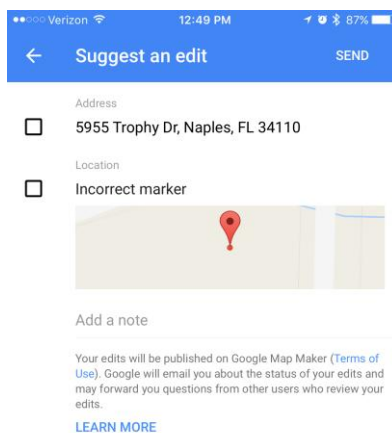 Verizon 12:49 PM 87%
Suggest an edit SEND
Address
5955 Trophy Dr, Naples, FL 34110
Location
Incorrect marker
Add a note
Your edits will be published on Google Map Maker (Terms of
Use). Google will email you about the status of your edits and
may forward you questions from other users who review your
edits.
LEARN MORE